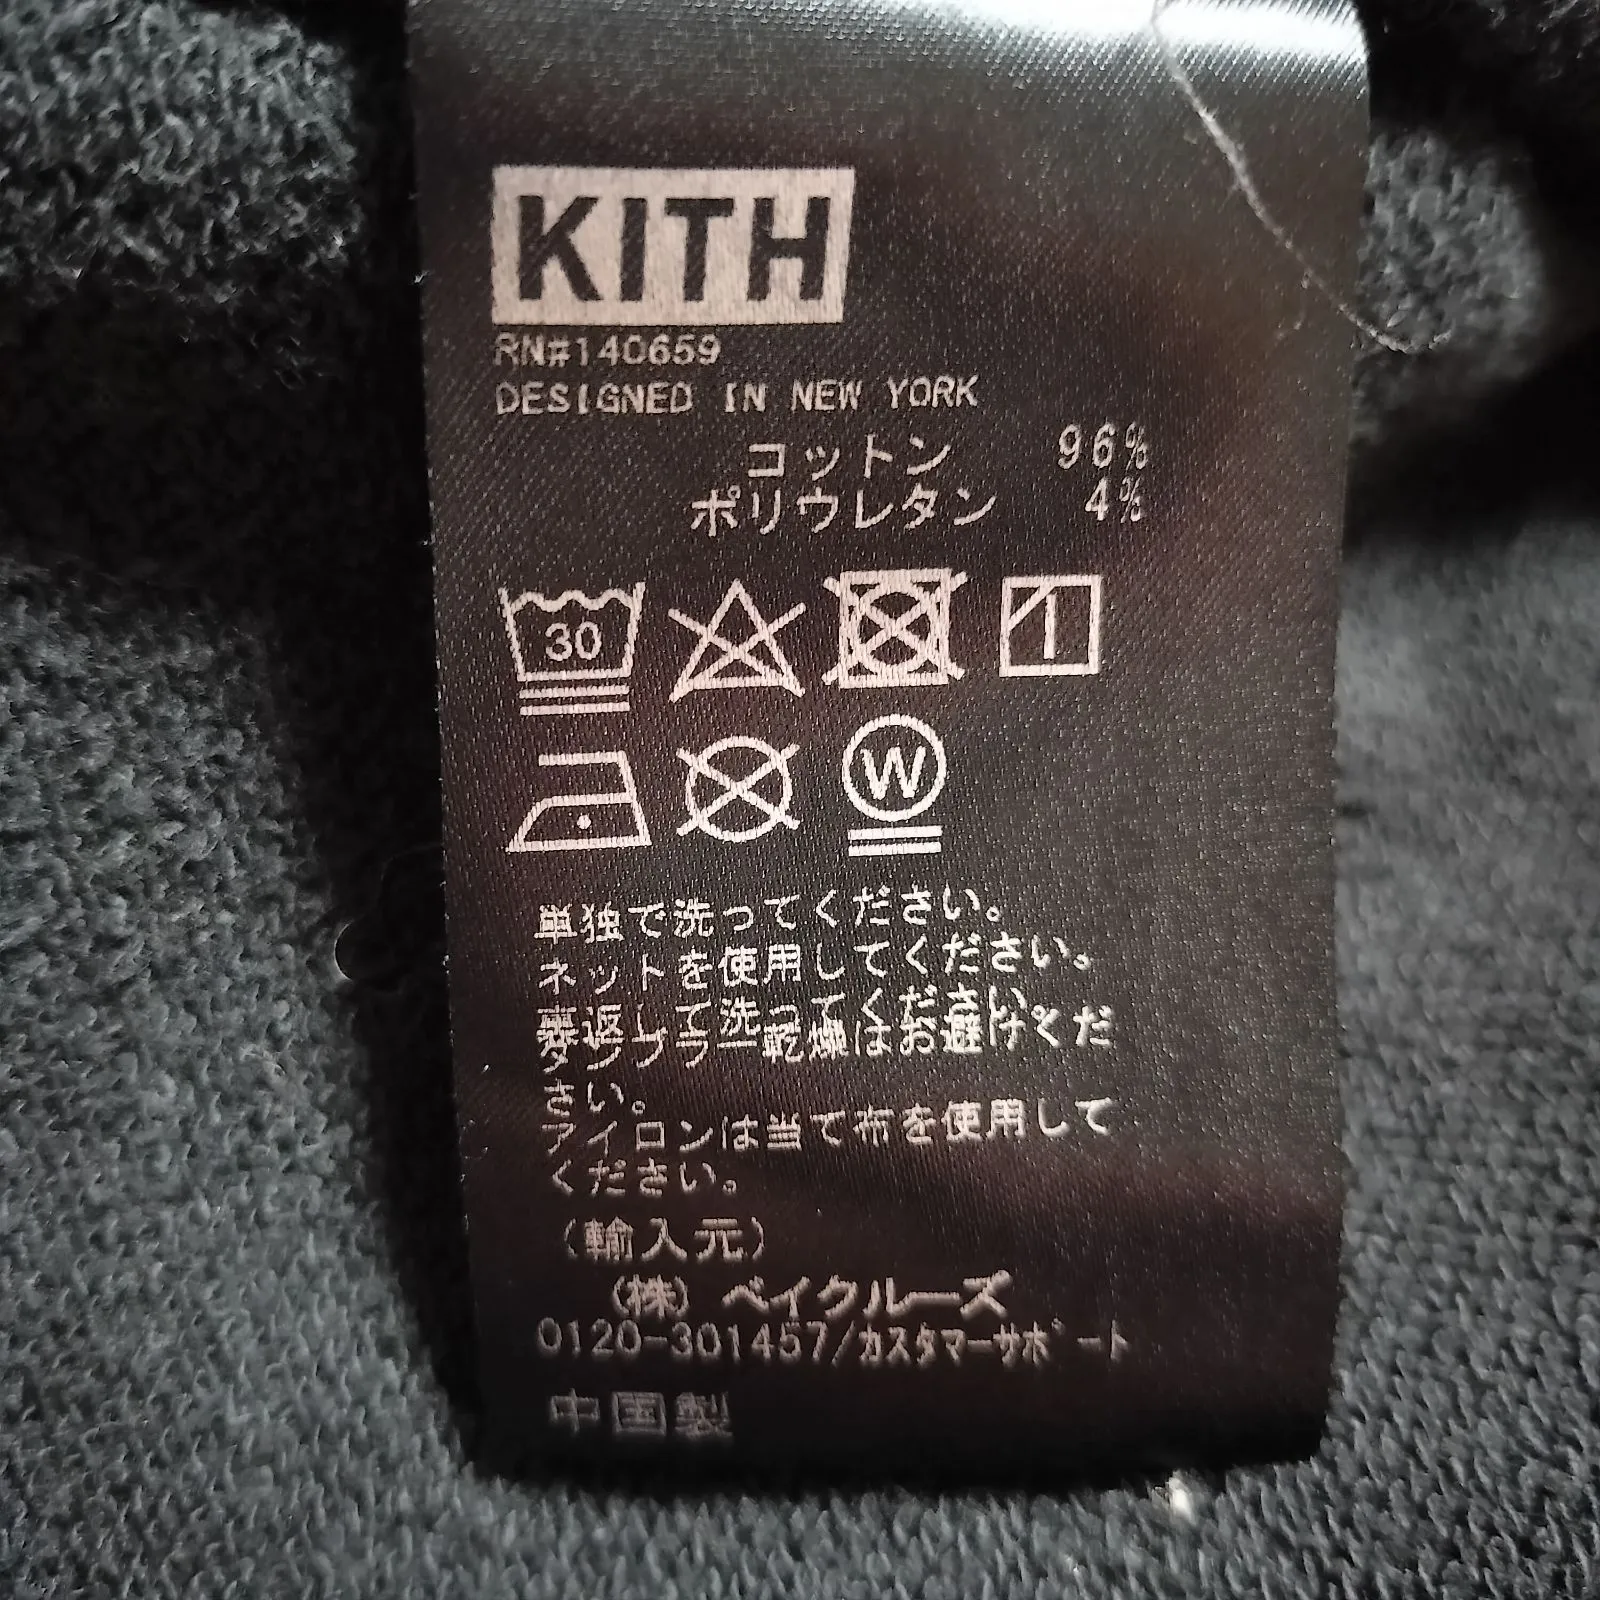 KITH
RN#140659
DESIGNED IN NEW YORK
コットン 96%
ポリウレタン 4%
30
W
単独で洗ってください。
ネットを使用してください。
裏返して洗ってください。
タンブラー乾燥はお避けくだ
さい。
アイロンは当て布を使用して
ください。
(輸入元)
(株) ベイクルーズ
0120-301457/カスタマーサポート
中国製